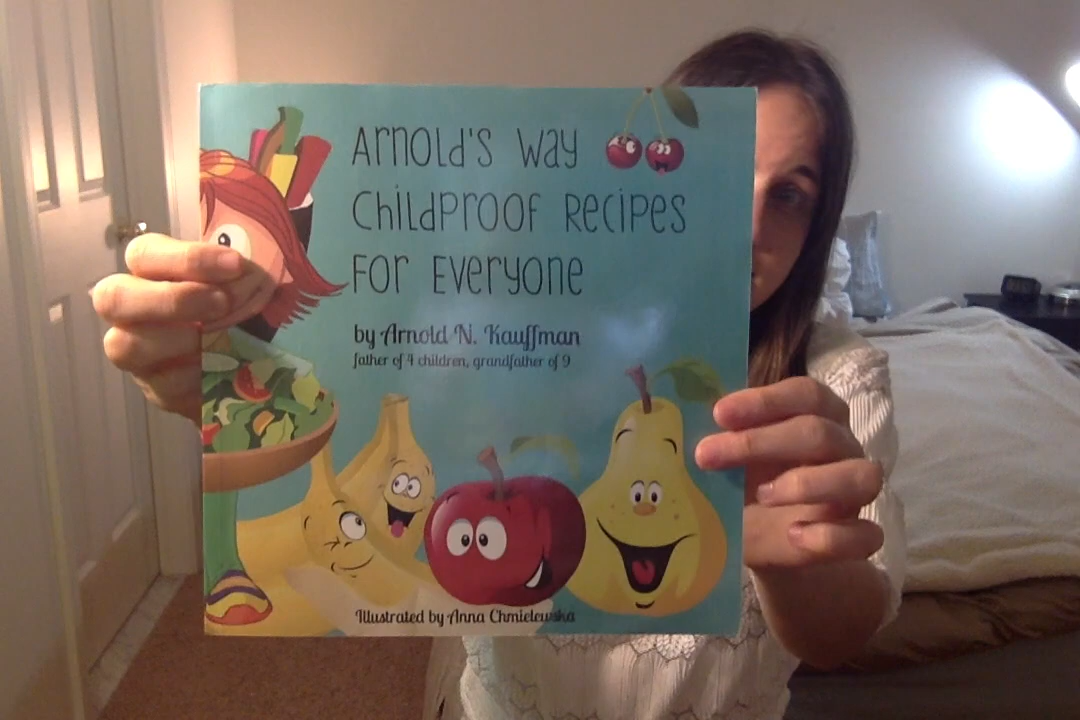 Arnold's Way
Childproof Recipes
For Everyone
by Arnold N. Kauffman
father of 4 children, grandfather of 9
Illustrated by Anna Chmielewska